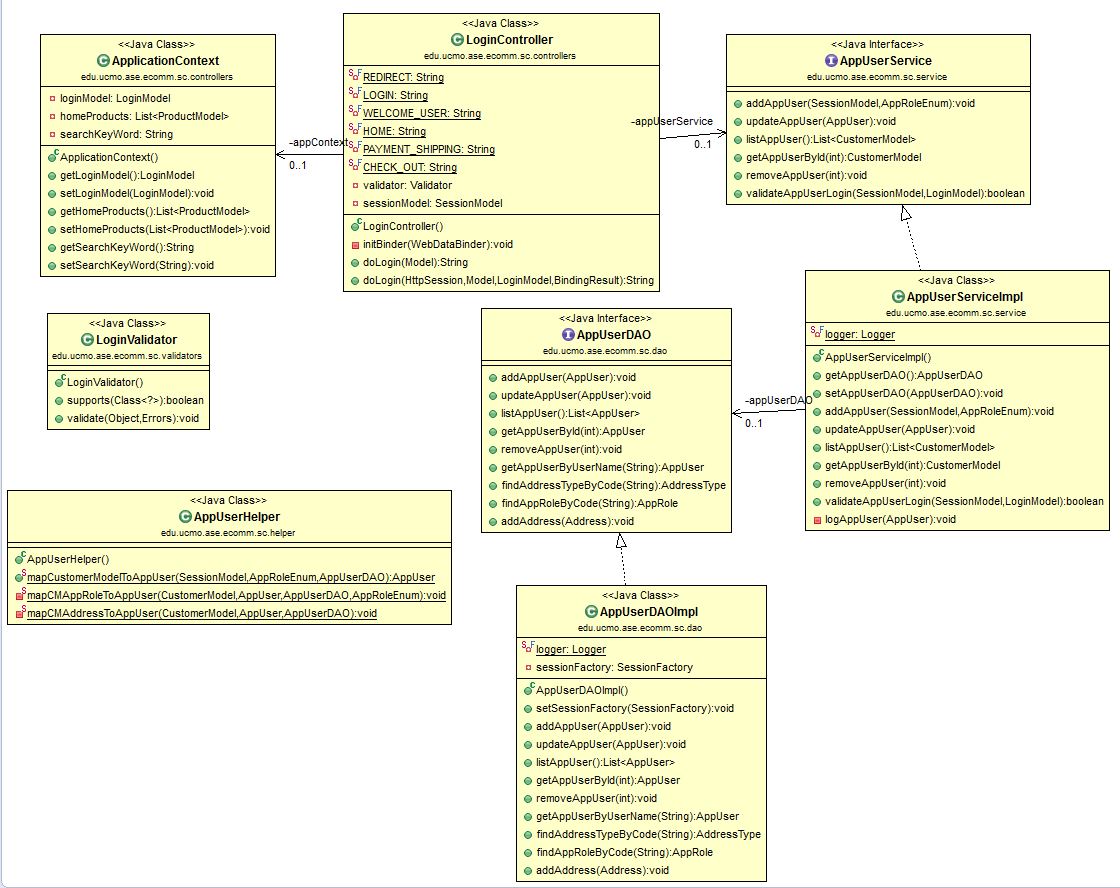 <<Java Class>>
ApplicationContext
edu.ucmo.ase.ecomm.sc.controllers
loginModel: LoginModel
homeProducts: List<ProductModel>
searchKeyWord: String
ApplicationContext()
getLoginModel():LoginModel
setLoginModel(LoginModel):void
getHomeProducts():List<ProductModel>
setHomeProducts(List<ProductModel>):void
getSearchKeyWord():String
setSearchKeyWord(String):void
-appContext
0..1
<<Java Class>>
LoginController
edu.ucmo.ase.ecomm.sc.controllers
REDIRECT: String
LOGIN: String
WELCOME_USER: String
HOME: String
PAYMENT_SHIPPING: String
CHECK_OUT: String
validator: Validator
sessionModel: SessionModel
LoginController()
initBinder(WebDataBinder):void
doLogin(Model):String
doLogin(HttpSession,Model,LoginModel,BindingResult):String
-appUserService
0..1
<<Java Interface>>
AppUserService
edu.ucmo.ase.ecomm.sc.service
addAppUser(SessionModel,AppRoleEnum):void
updateAppUser(AppUser):void
listAppUser():List<CustomerModel>
getAppUserById(int):CustomerModel
removeAppUser(int):void
validateAppUserLogin(SessionModel,LoginModel):boolean
<<Java Class>>
LoginValidator
edu.ucmo.ase.ecomm.sc.validators
LoginValidator()
supports(Class<?>):boolean
validate(Object,Errors):void
<<Java Interface>>
AppUserDAO
edu.ucmo.ase.ecomm.sc.dao
addAppUser(AppUser):void
updateAppUser(AppUser):void
listAppUser():List<AppUser>
getAppUserById(int):AppUser
removeAppUser(int):void
getAppUserByUserName(String):AppUser
findAddressTypeByCode(String):AddressType
findAppRoleByCode(String):AppRole
addAddress(Address):void
-appUserDAO
0..1
<<Java Class>>
AppUserServiceImpl
edu.ucmo.ase.ecomm.sc.service
logger: Logger
AppUserServiceImpl()
getAppUserDAO():AppUserDAO
setAppUserDAO(AppUserDAO):void
addAppUser(SessionModel,AppRoleEnum):void
updateAppUser(AppUser):void
listAppUser():List<CustomerModel>
getAppUserById(int):CustomerModel
removeAppUser(int):void
validateAppUserLogin(SessionModel,LoginModel):boolean
logAppUser(AppUser):void
<<Java Class>>
AppUserHelper
edu.ucmo.ase.ecomm.sc.helper
AppUserHelper()
mapCustomerModelToAppUser(SessionModel,AppRoleEnum,AppUserDAO):AppUser
mapCMAppRoleToAppUser(CustomerModel,AppUser,AppUserDAO,AppRoleEnum):void
mapCMAddressToAppUser(CustomerModel,AppUser,AppUserDAO):void
<<Java Class>>
AppUserDAOImpl
edu.ucmo.ase.ecomm.sc.dao
logger: Logger
sessionFactory: SessionFactory
AppUserDAOImpl()
setSessionFactory(SessionFactory):void
addAppUser(AppUser):void
updateAppUser(AppUser):void
listAppUser():List<AppUser>
getAppUserById(int):AppUser
removeAppUser(int):void
getAppUserByUserName(String):AppUser
findAddressTypeByCode(String):AddressType
findAppRoleByCode(String):AppRole
addAddress(Address):void